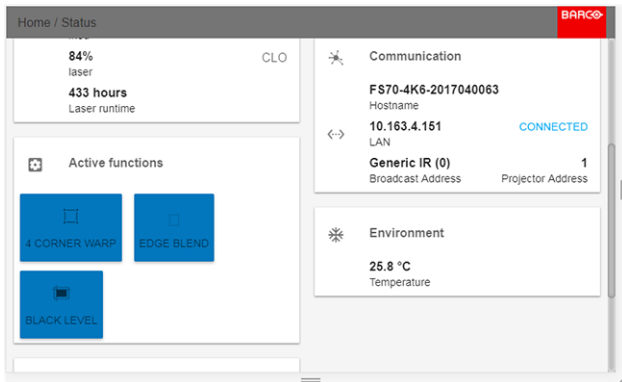 Home / Status
BARCO
84%
CLO
laser
433 hours
Laser runtime
Active functions
4 CORNER WARP
EDGE BLEND
BLACK LEVEL
Communication
FS70-4K6-2017040063
Hostname
10.163.4.151
CONNECTED
LAN
Generic IR (0)
1
Broadcast Address
Projector Address
Environment
25.8 °C
Temperature